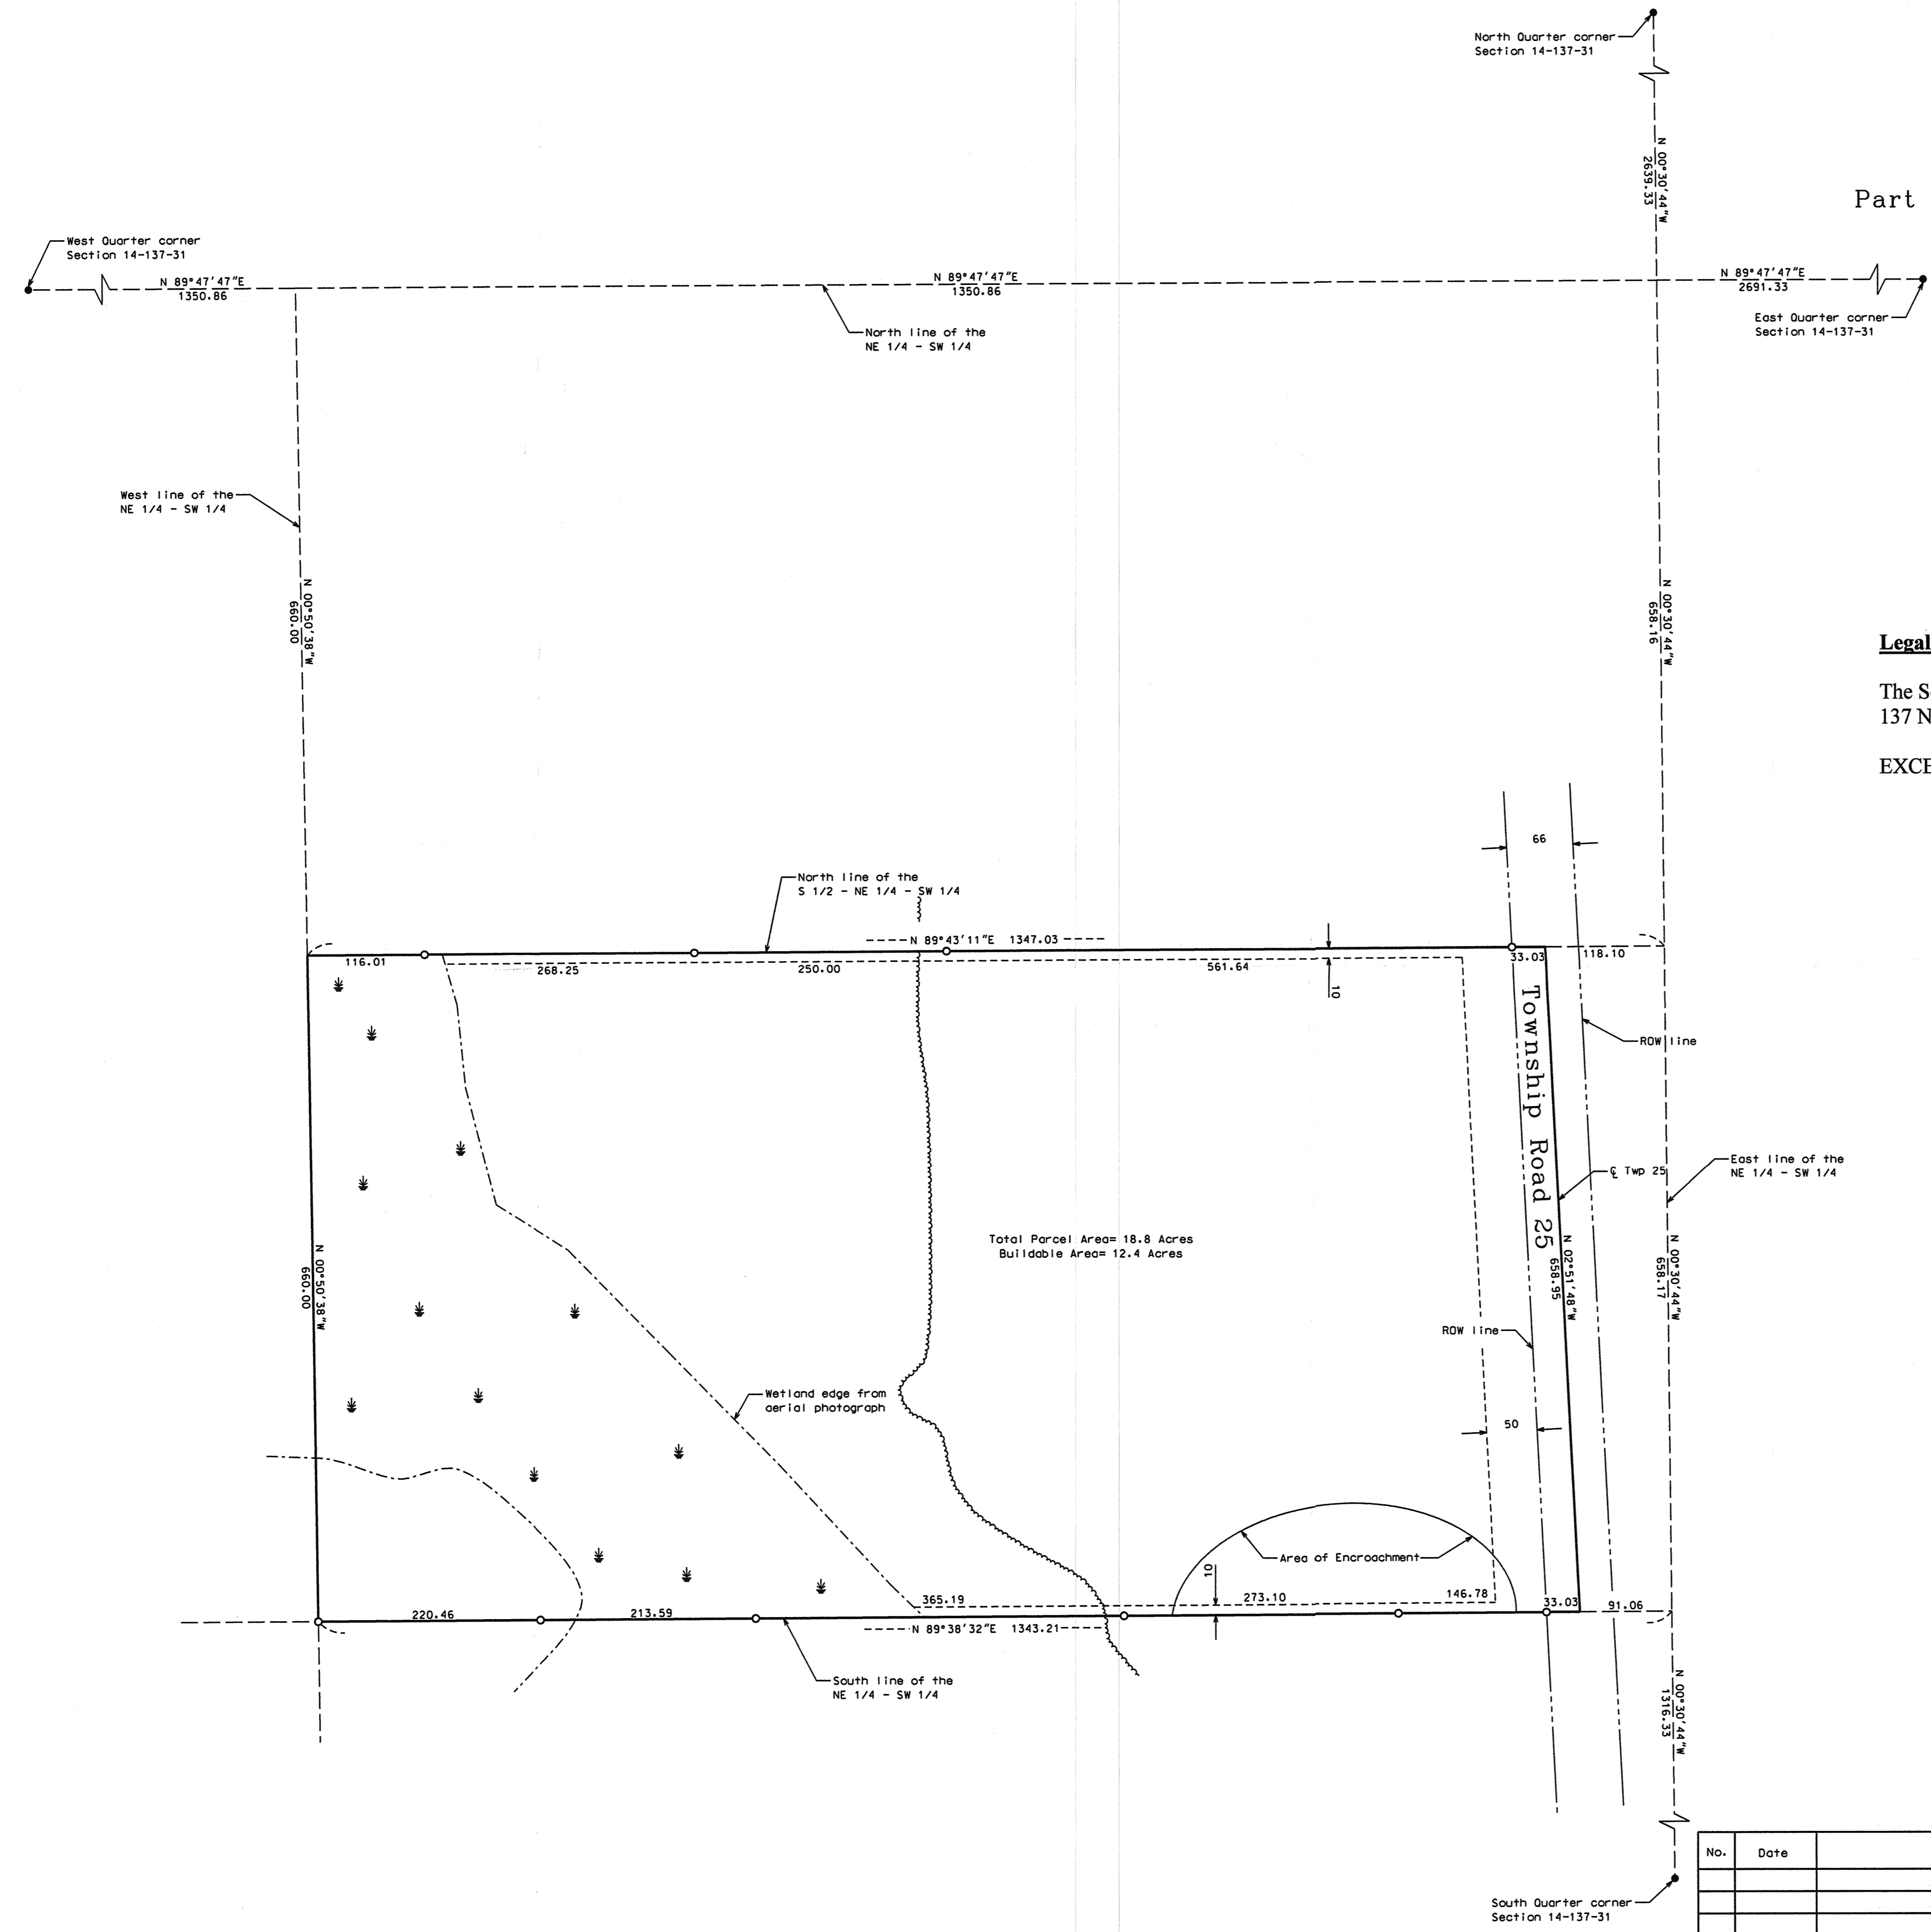 North Quarter corner
Section 14-137-31
N 00°30'44"W
2639.33
Part
West Quarter corner
Section 14-137-31
N 89°47'47"E
1350.86
N 89°47'47"E
1350.86
N 89°47'47"E
2691.33
East Quarter corner
Section 14-137-31
North line of the
NE 1/4 - SW 1/4
West line of the
NE 1/4 - SW 1/4
N 00°50'38"W
660.00
N 00°30'44"W
658.16
Legal
The S
137 N
EXCE
66
North line of the
S 1/2 - NE 1/4 - SW 1/4
N 89°43'11"E 1347.03
116.01
268.25
250.00
561.64
33.03
118.10
10
Township Road 25
ROW line
℄ Twp 25
East line of the
NE 1/4 - SW 1/4
Total Parcel Area= 18.8 Acres
Buildable Area= 12.4 Acres
N 00°50'38"W
660.00
N 02°51'48"W
658.95
N 00°30'44"W
658.17
ROW line
Wetland edge from
aerial photograph
50
Area of Encroachment
10
220.46
213.59
365.19
273.10
146.78
33.03
91.06
N 89°38'32"E 1343.21
South line of the
NE 1/4 - SW 1/4
N 00°30'44"W
1316.33
No.
Date
South Quarter corner
Section 14-137-31